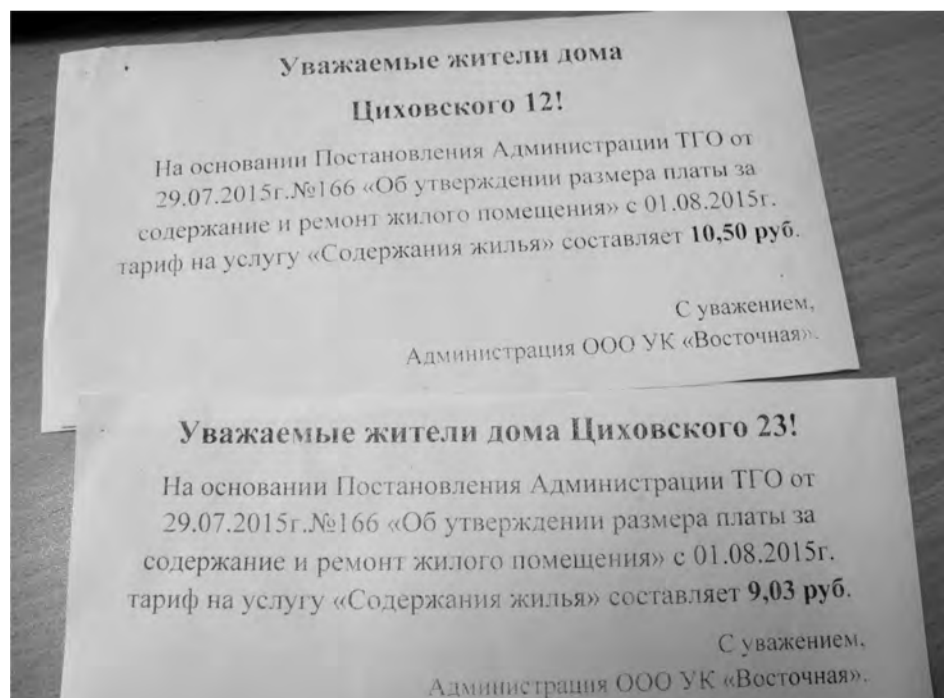 Уважаемые жители дома
Циховского 12!
На основании Постановления Администрации ТГО от
29.07.2015г.№166 «Об утверждении размера платы за
содержание и ремонт жилого помещения» с 01.08.2015г.
тариф на услугу «Содержания жилья» составляет 10,50 руб.
С уважением,
Администрация ООО УК «Восточная».
Уважаемые жители дома Циховского 23!
На основании Постановления Администрации ТГО от
29.07.2015г.№166 «Об утверждении размера платы за
содержание и ремонт жилого помещения» с 01.08.2015г.
тариф на услугу «Содержания жилья» составляет 9,03 руб.
С уважением,
Администрация ООО УК «Восточная».